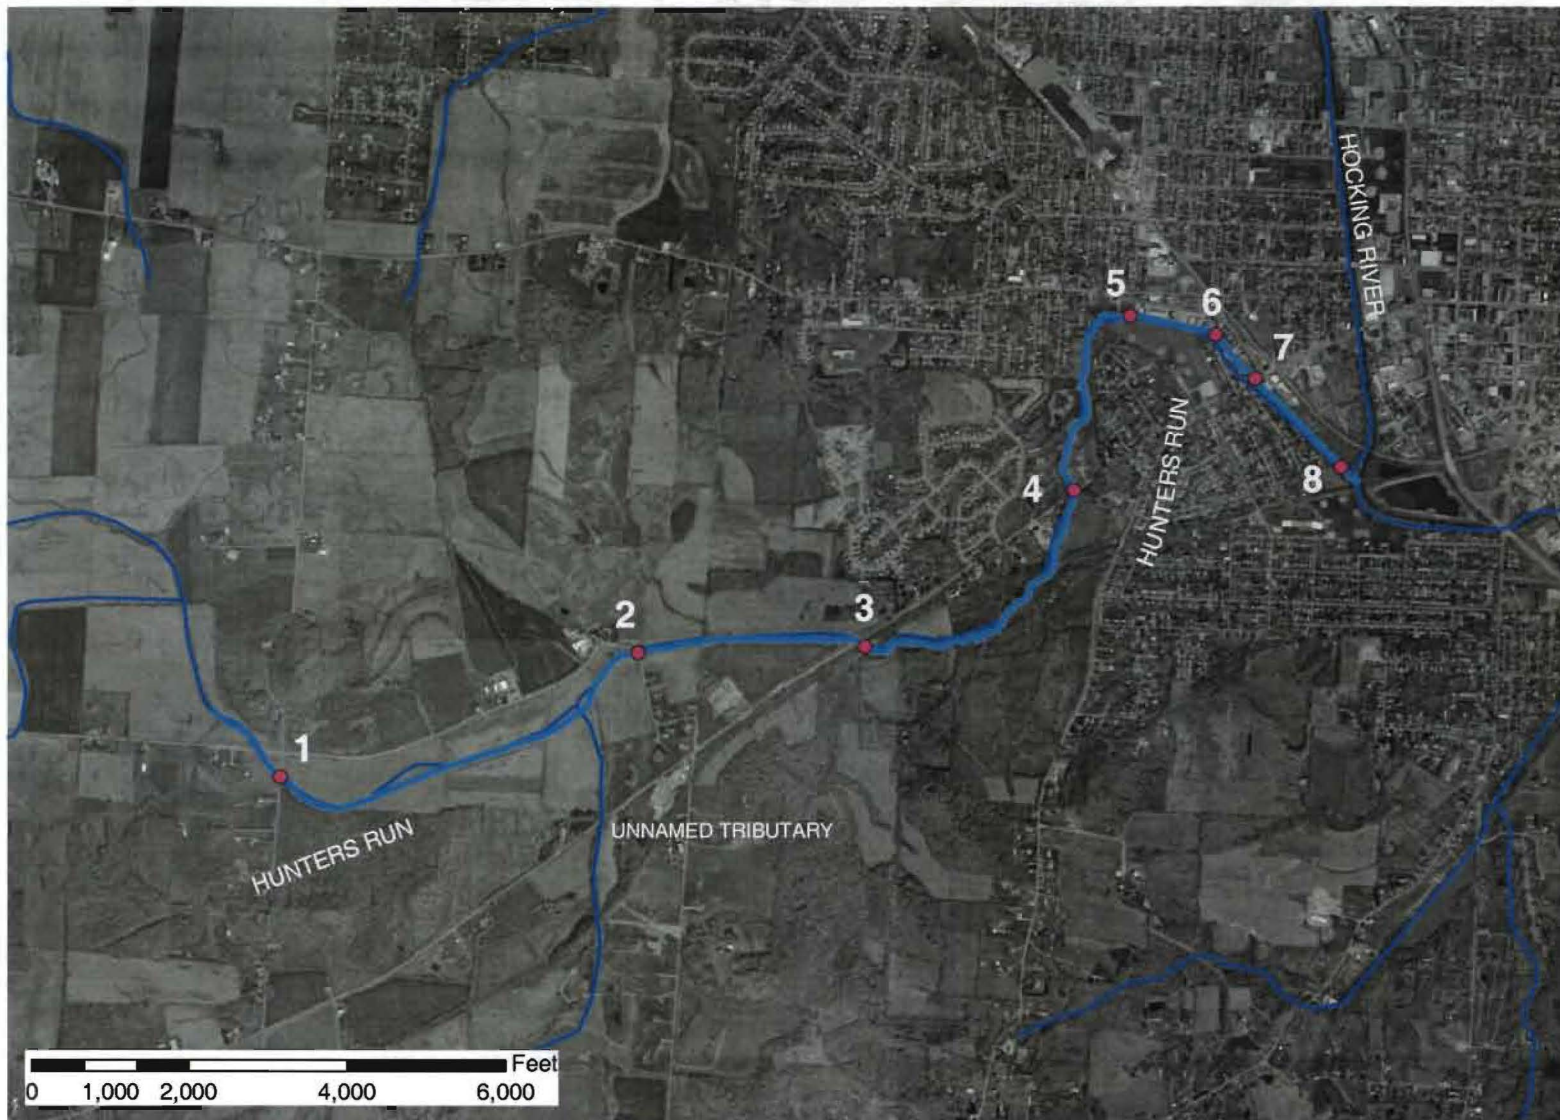 HOCKING RIVER
5
6
7
HUNTERS RUN
8
4
2
3
1
UNNAMED TRIBUTARY
HUNTERS RUN
Feet
0 1,000 2,000 4,000 6,000